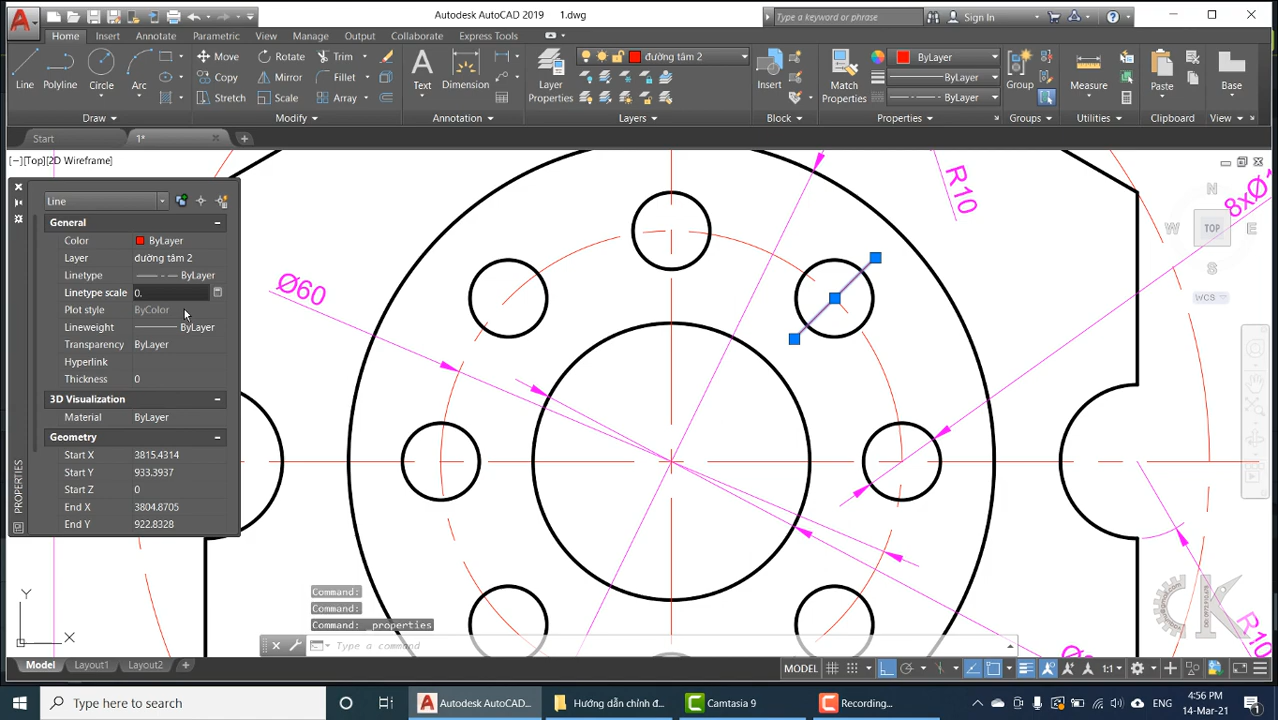 Autodesk AutoCAD 2019 1.dwg
Type a keyword or phrase
Sign In
Home Insert Annotate Parametric View Manage Output Collaborate Express Tools
Line Polyline Circle Arc
Move Rotate Trim
Copy Mirror Fillet
Stretch Scale Array
Text Dimension
Layer Properties
đường tâm 2
Insert
Match Properties
ByLayer
ByLayer
ByLayer
Group
Measure
Paste
Base
Draw Modify Annotation Layers Block Properties Groups Utilities Clipboard View
Start 1*
[−][Top][2D Wireframe]
Line
General
Color ByLayer
Layer đường tâm 2
Linetype ByLayer
Linetype scale 0.
Plot style ByColor
Lineweight ByLayer
Transparency ByLayer
Hyperlink
Thickness 0
3D Visualization
Material ByLayer
Geometry
Start X 3815.4314
Start Y 933.3937
Start Z 0
End X 3804.8705
End Y 922.8328
PROPERTIES
Ø60
R10
N
W TOP E
S
WCS
Y
X
Command:
Command:
Command: _properties
Type a command
Model Layout1 Layout2 +
MODEL 1:1
Type here to search
Autodesk AutoCAD...
Hướng dẫn chỉnh đ...
Camtasia 9
Recording...
ENG
4:56 PM
14-Mar-21